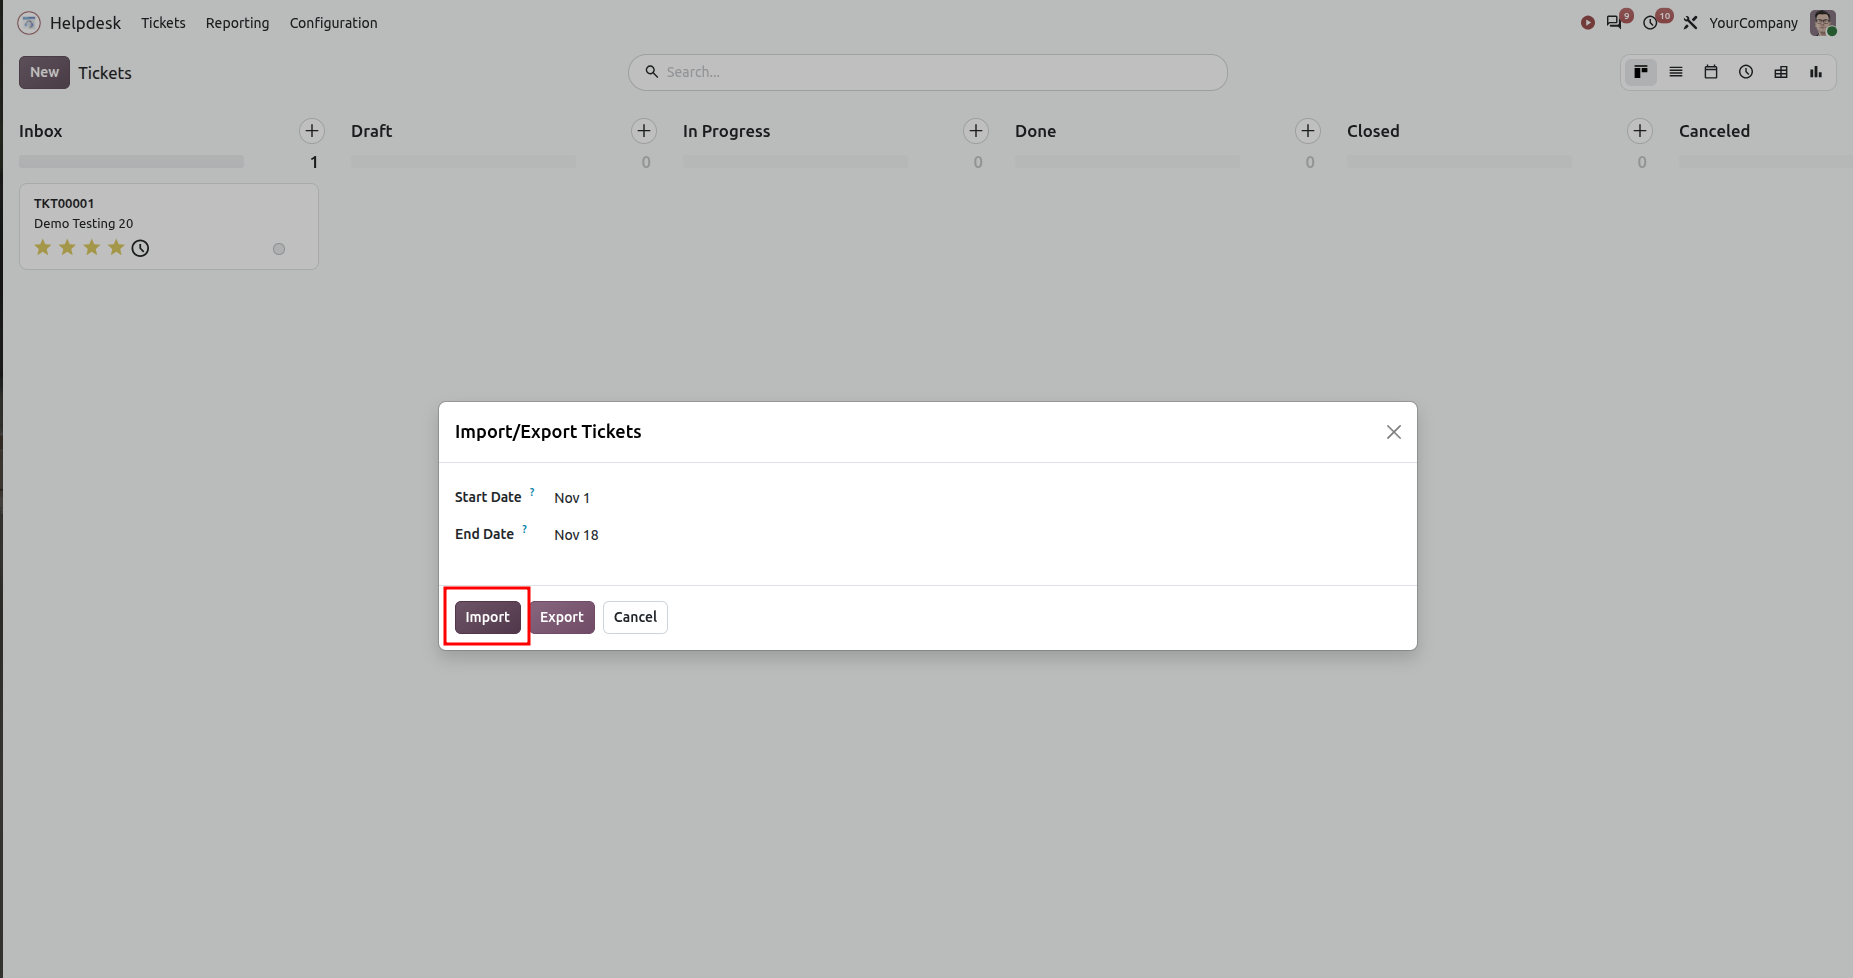 Helpdesk Tickets Reporting Configuration 9 10 YourCompany
New Tickets Search...
Inbox Draft In Progress Done Closed Canceled
1 0 0 0 0
TKT00001
Demo Testing 20
Import/Export Tickets
Start Date ? Nov 1
End Date ? Nov 18
Import Export Cancel